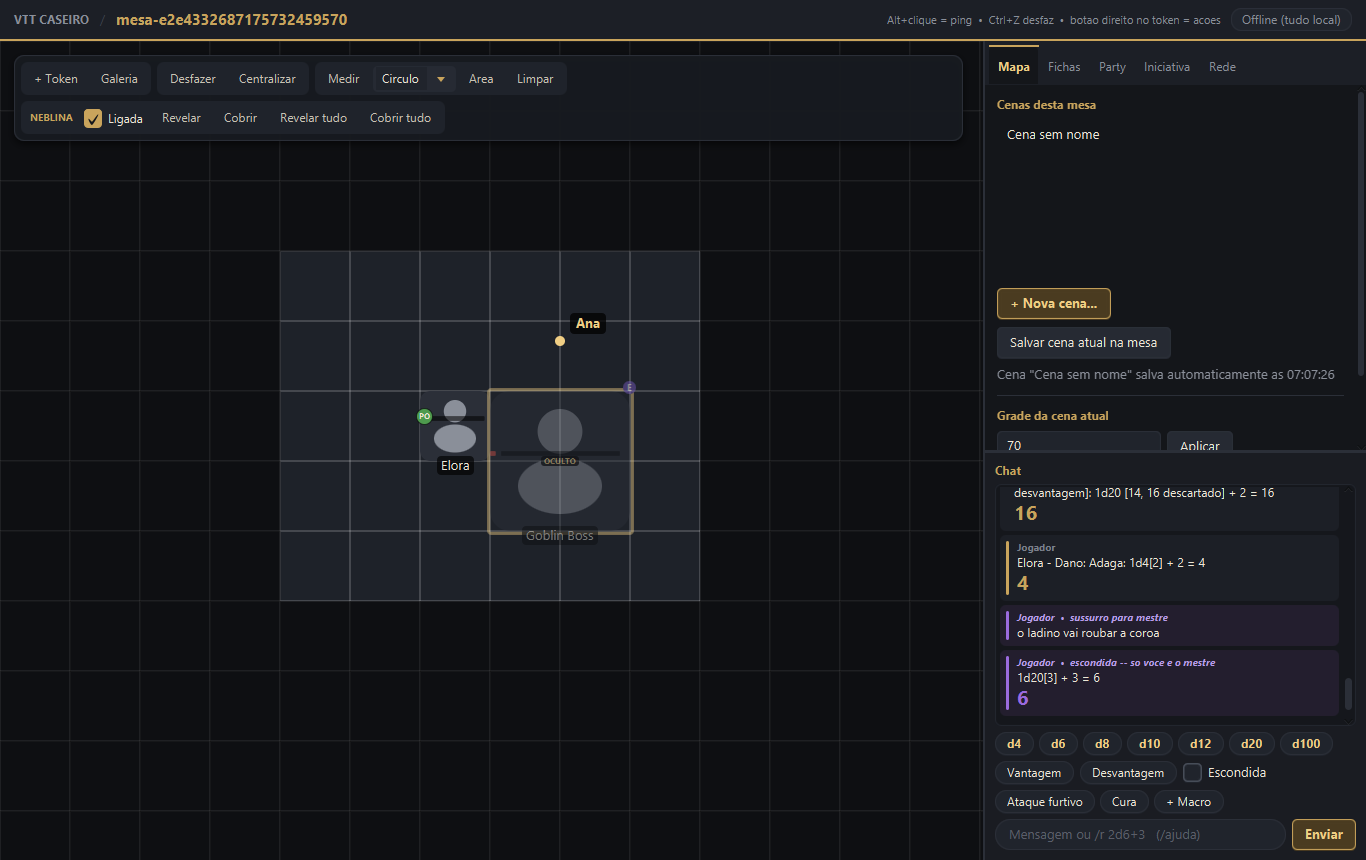 VTT CASEIRO / mesa-e2e4332687175732459570
Alt+clique = ping • Ctrl+Z desfaz • botao direito no token = acoes
Offline (tudo local)
+ Token Galeria Desfazer Centralizar Medir Circulo Area Limpar
NEBLINA Ligada Revelar Cobrir Revelar tudo Cobrir tudo
Ana
E
PO
OCULTO
Elora
Goblin Boss
Mapa Fichas Party Iniciativa Rede
Cenas desta mesa
Cena sem nome
+ Nova cena...
Salvar cena atual na mesa
Cena "Cena sem nome" salva automaticamente as 07:07:26
Grade da cena atual
70 Aplicar
Chat
desvantagem]: 1d20 [14, 16 descartado] + 2 = 16
16
Jogador
Elora - Dano: Adaga: 1d4[2] + 2 = 4
4
Jogador • sussurro para mestre
o ladino vai roubar a coroa
Jogador • escondida -- so voce e o mestre
1d20[3] + 3 = 6
6
d4 d6 d8 d10 d12 d20 d100
Vantagem Desvantagem Escondida
Ataque furtivo Cura + Macro
Mensagem ou /r 2d6+3 (/ajuda) Enviar